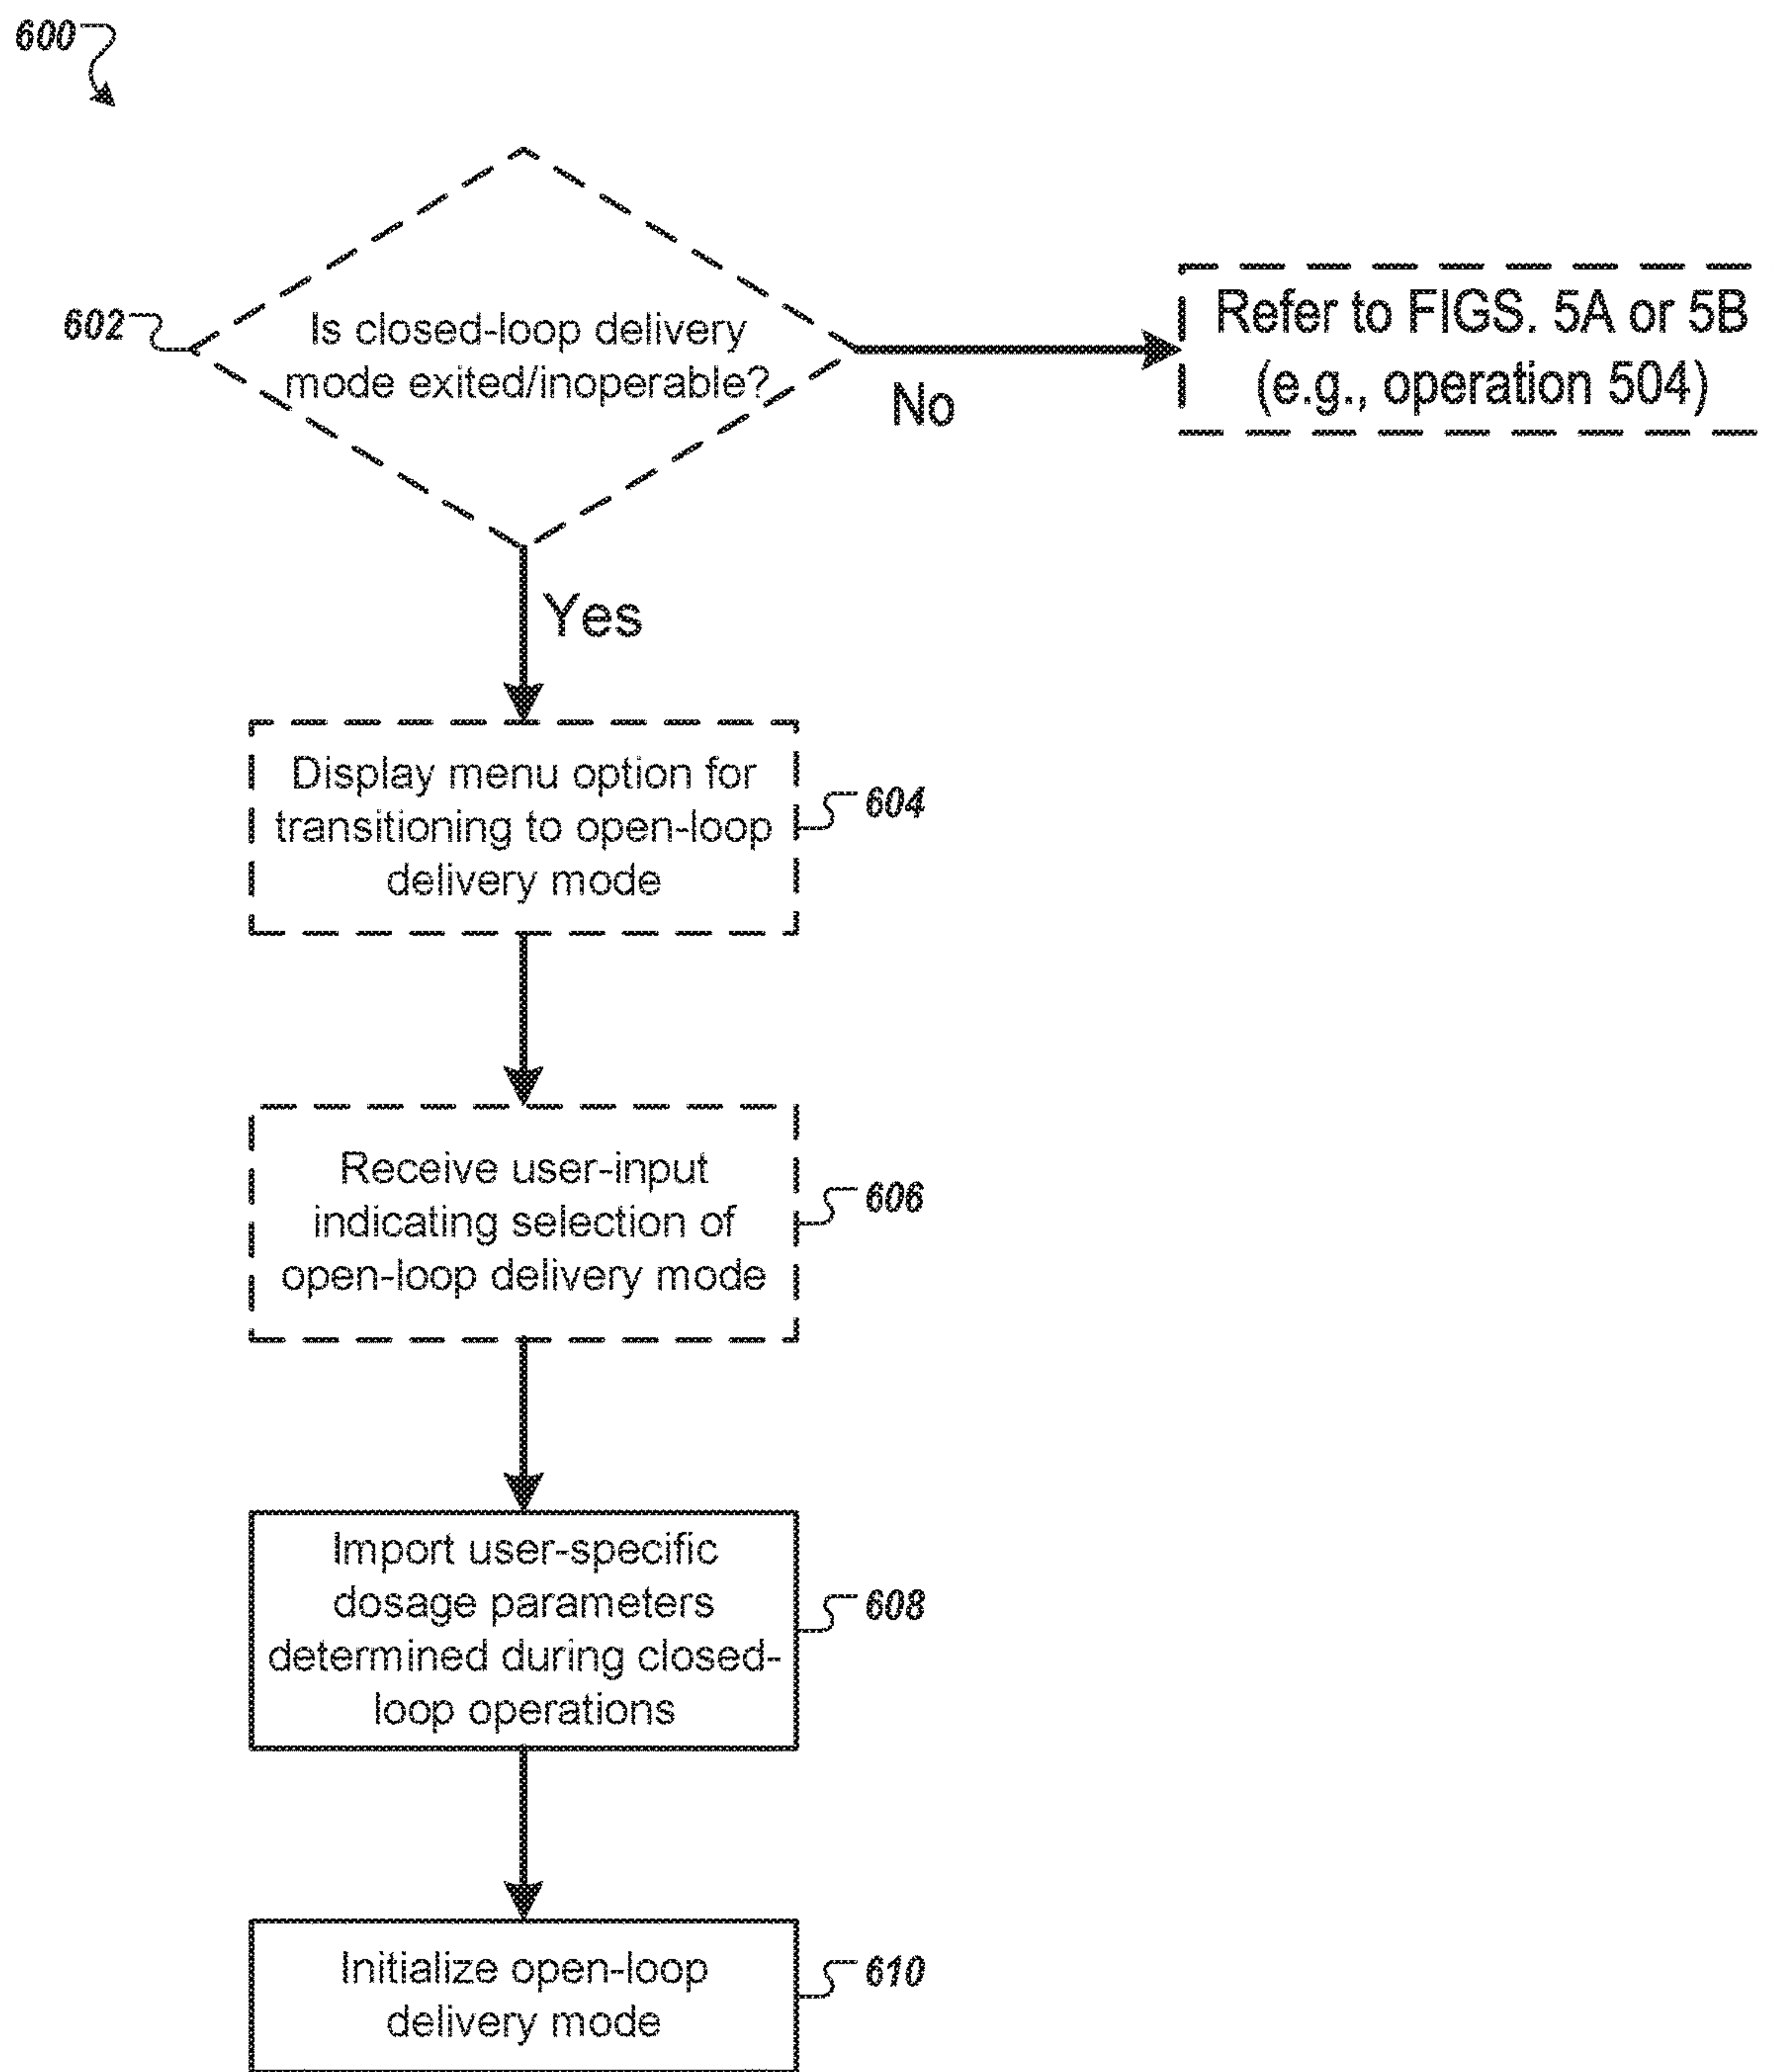 600
602
Is closed-loop delivery
mode exited/inoperable?
No
Refer to FIGS. 5A or 5B
(e.g., operation 504)
Yes
Display menu option for
transitioning to open-loop
delivery mode
604
Receive user-input
indicating selection of
open-loop delivery mode
606
Import user-specific
dosage parameters
determined during closed-
loop operations
608
Initialize open-loop
delivery mode
610